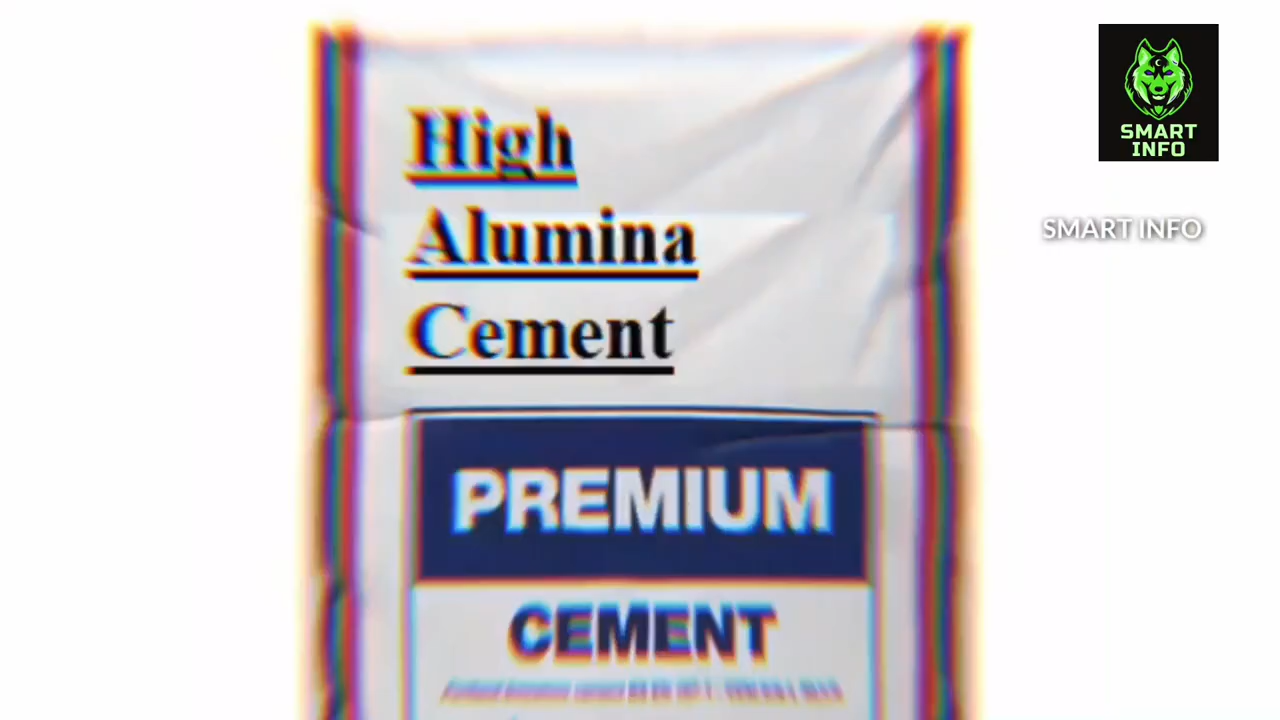 High
Alumina
Cement
PREMIUM
CEMENT
SMART
INFO
SMART INFO